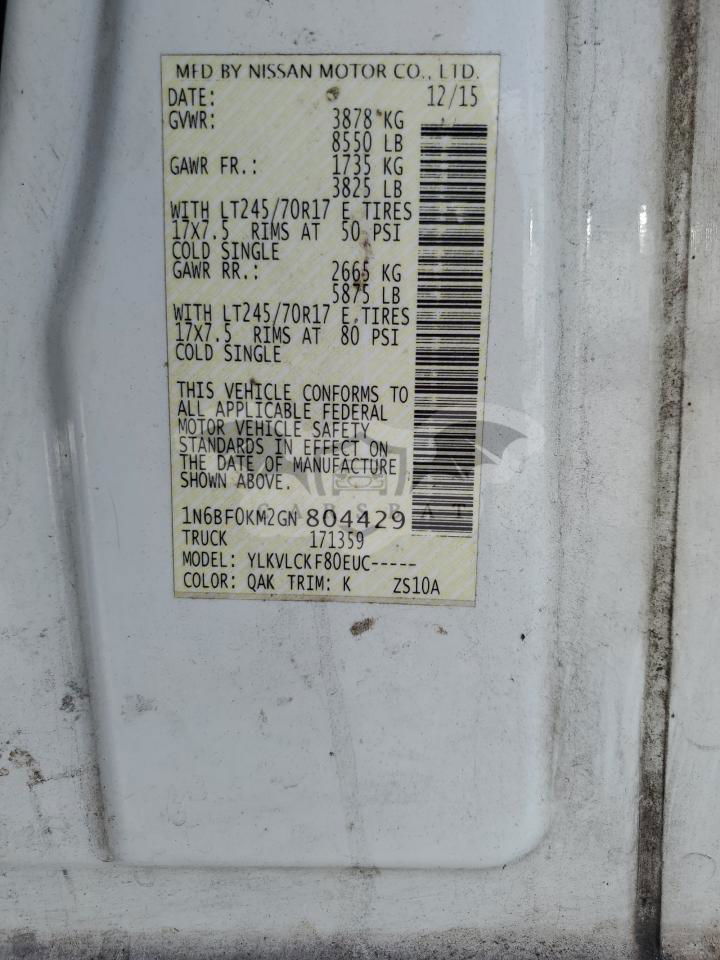 MFD BY NISSAN MOTOR CO., LTD.
DATE: 12/15
GVWR: 3878 KG
8550 LB
GAWR FR.: 1735 KG
3825 LB
WITH LT245/70R17 E TIRES
17X7.5 RIMS AT 50 PSI
COLD SINGLE
GAWR RR.: 2665 KG
5875 LB
WITH LT245/70R17 E TIRES
17X7.5 RIMS AT 80 PSI
COLD SINGLE
THIS VEHICLE CONFORMS TO
ALL APPLICABLE FEDERAL
MOTOR VEHICLE SAFETY
STANDARDS IN EFFECT ON
THE DATE OF MANUFACTURE
SHOWN ABOVE.
CARSBAT
1N6BF0KM2GN804429
TRUCK 171359
MODEL: YLKVLCKF80EUC-----
COLOR: QAK TRIM: K ZS10A